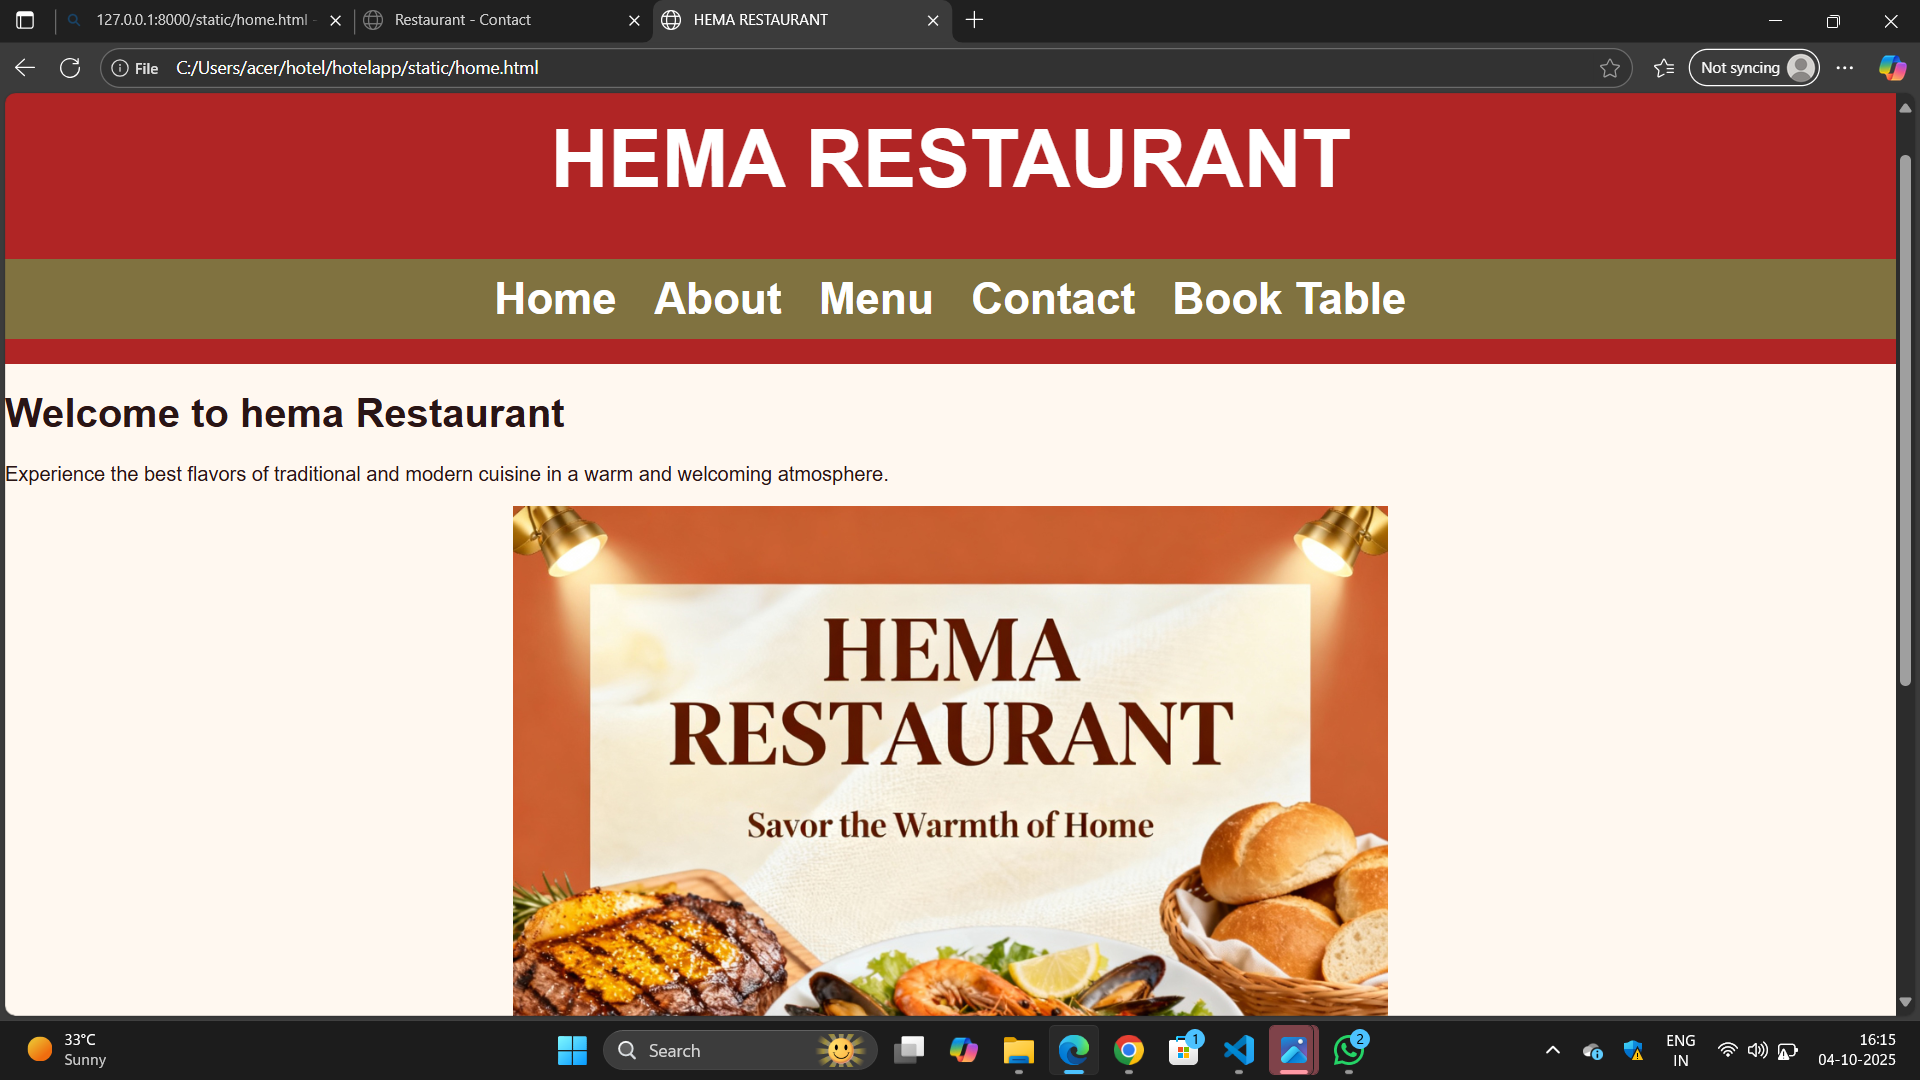 127.0.0.1:8000/static/home.html -
Restaurant - Contact
HEMA RESTAURANT
File
C:/Users/acer/hotel/hotelapp/static/home.html
Not syncing
HEMA RESTAURANT
Home About Menu Contact Book Table
Welcome to hema Restaurant
Experience the best flavors of traditional and modern cuisine in a warm and welcoming atmosphere.
HEMA
RESTAURANT
Savor the Warmth of Home
33°C
Sunny
Search
1
2
ENG
IN
16:15
04-10-2025